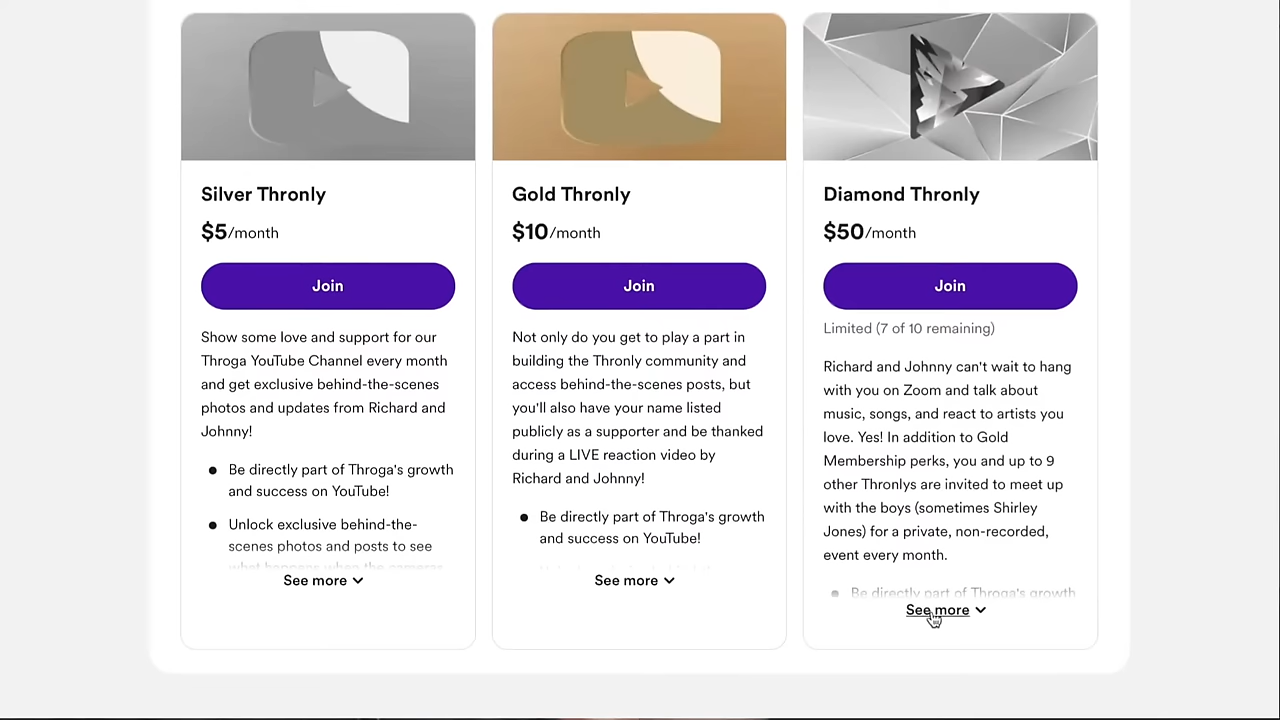 Silver Thronly
$5/month
Join
Show some love and support for our
Throga YouTube Channel every month
and get exclusive behind-the-scenes
photos and updates from Richard and
Johnny!
Be directly part of Throga's growth
and success on YouTube!
Unlock exclusive behind-the-
scenes photos and posts to see
what happens when the cameras
See more
Gold Thronly
$10/month
Join
Not only do you get to play a part in
building the Thronly community and
access behind-the-scenes posts, but
you'll also have your name listed
publicly as a supporter and be thanked
during a LIVE reaction video by
Richard and Johnny!
Be directly part of Throga's growth
and success on YouTube!
See more
Diamond Thronly
$50/month
Join
Limited (7 of 10 remaining)
Richard and Johnny can't wait to hang
with you on Zoom and talk about
music, songs, and react to artists you
love. Yes! In addition to Gold
Membership perks, you and up to 9
other Thronlys are invited to meet up
with the boys (sometimes Shirley
Jones) for a private, non-recorded,
event every month.
Be directly part of Throga's growth
See more